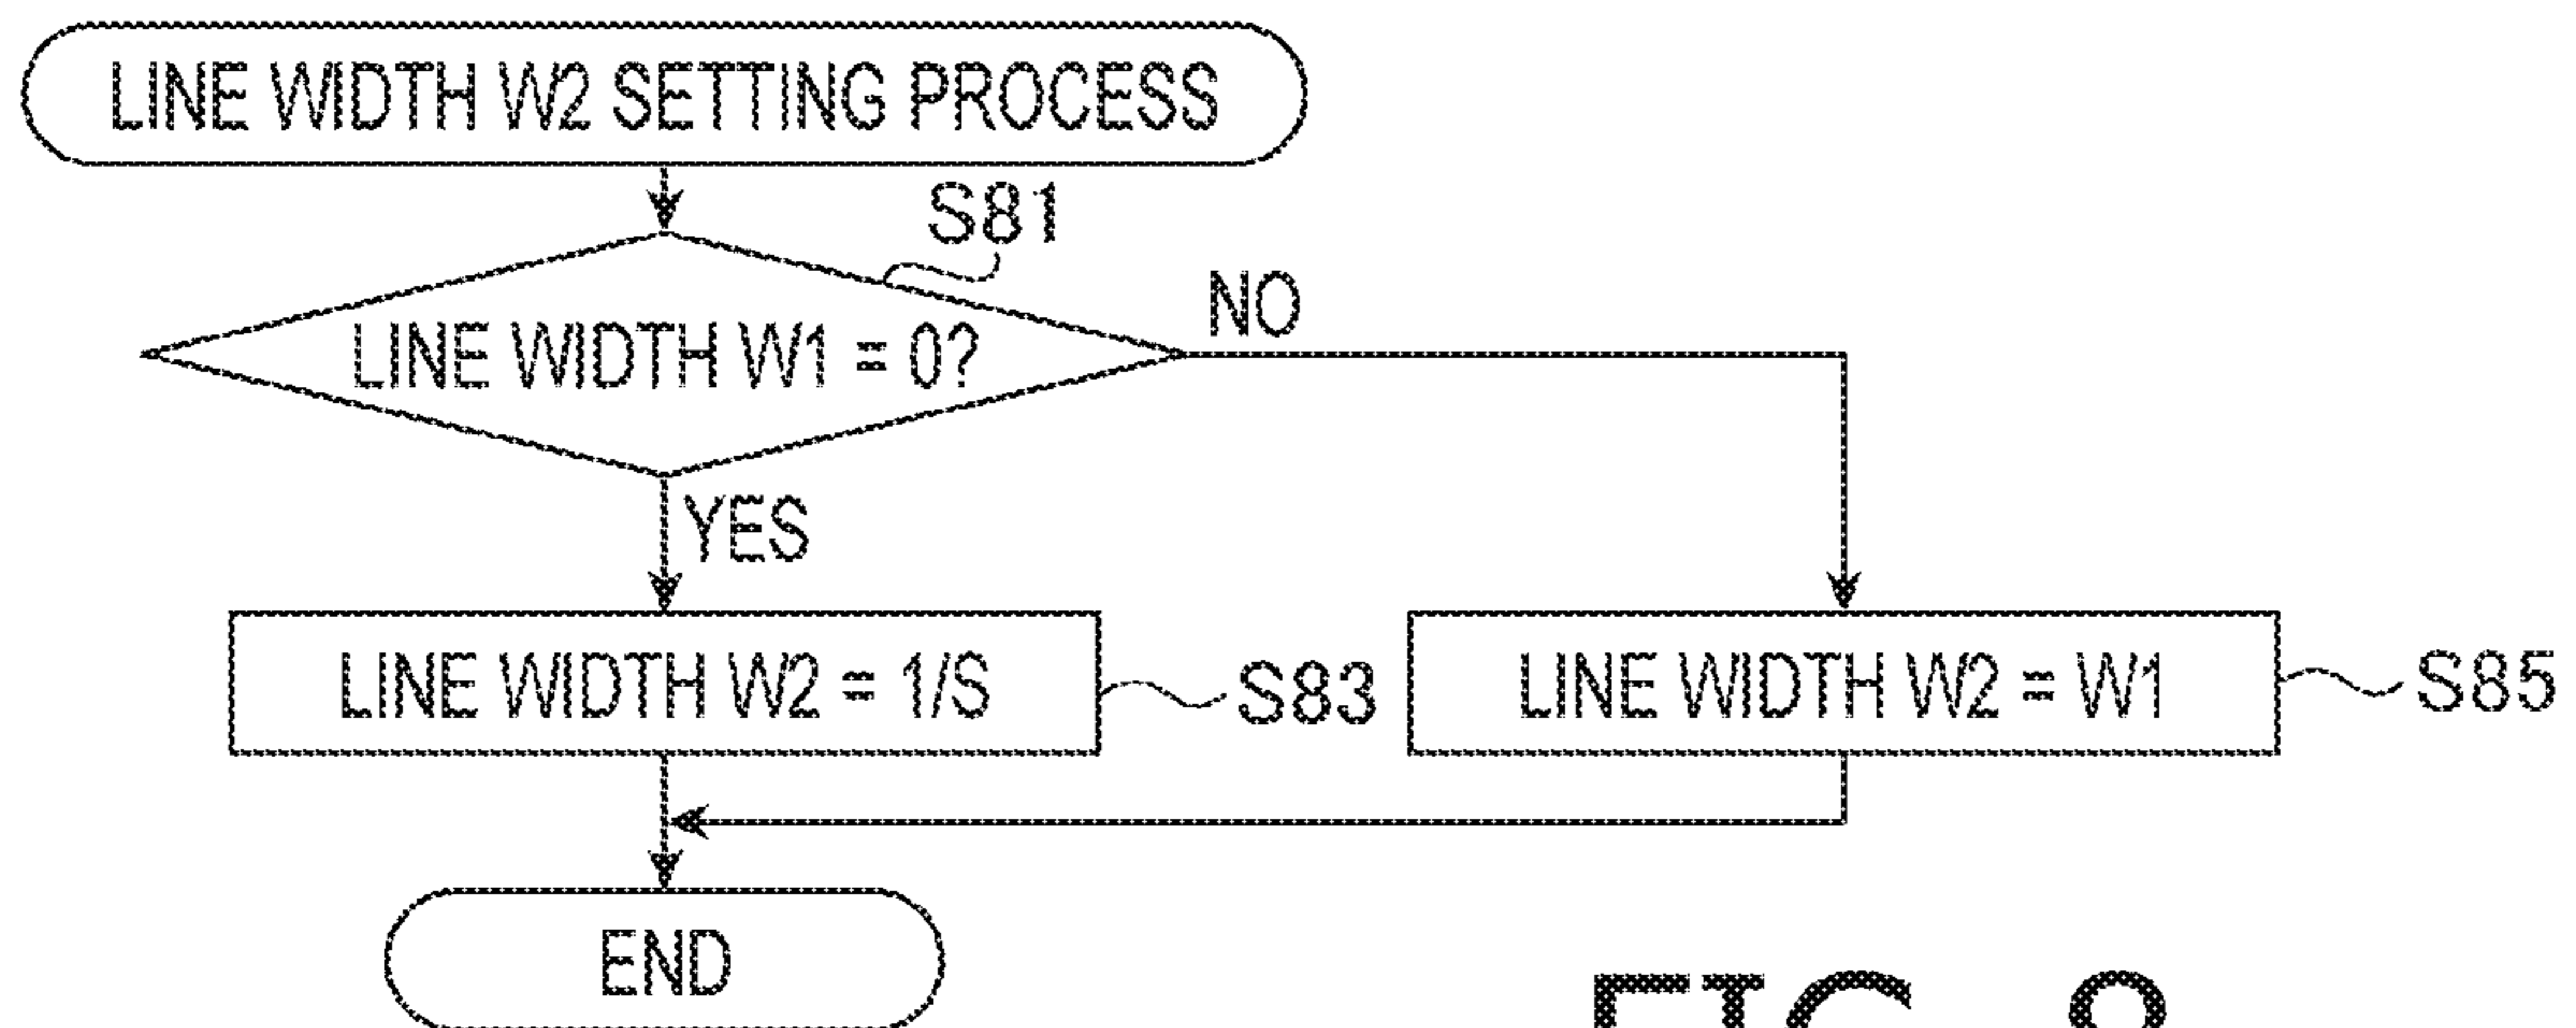 LINE WIDTH W2 SETTING PROCESS
S81
LINE WIDTH W1 = 0?
NO
YES
LINE WIDTH W2 = 1/S
S83
LINE WIDTH W2 = W1
S85
END